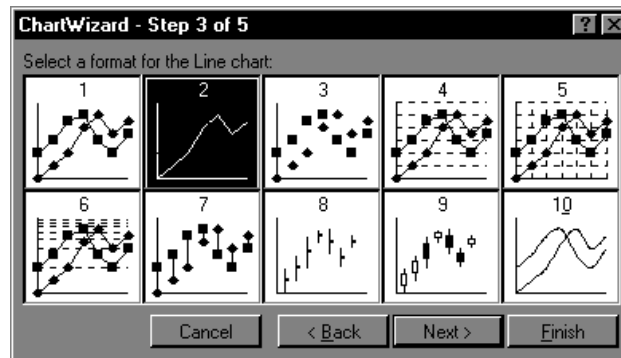 ChartWizard - Step 3 of 5
Select a format for the Line chart:
1 2 3 4 5
6 7 8 9 10
Cancel < Back Next > Finish